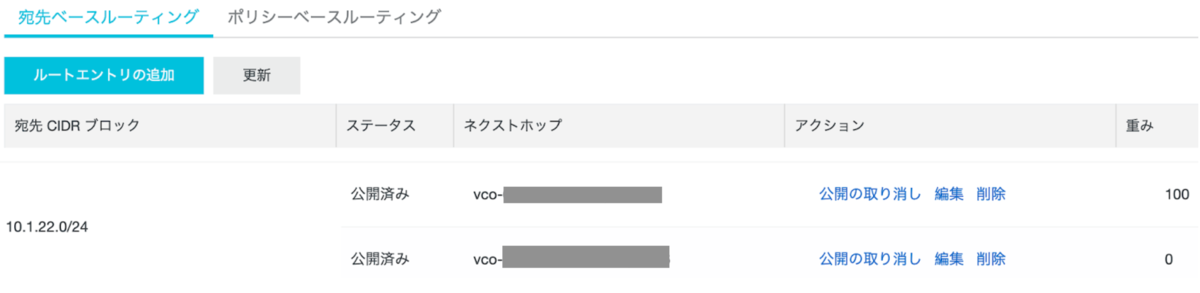 宛先ベースルーティング ポリシーベースルーティング
ルートエントリの追加 更新
宛先 CIDR ブロック ステータス ネクストホップ アクション 重み
公開済み vco- 公開の取り消し 編集 削除 100
10.1.22.0/24
公開済み vco- 公開の取り消し 編集 削除 0